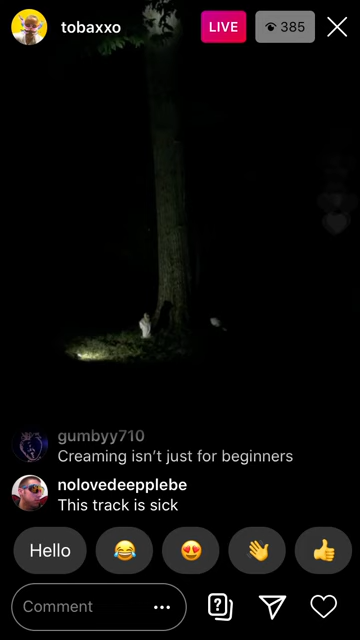 tobaxxo
LIVE
385
gumbyy710
Creaming isn't just for beginners
nolovedeepplebe
This track is sick
Hello
Comment